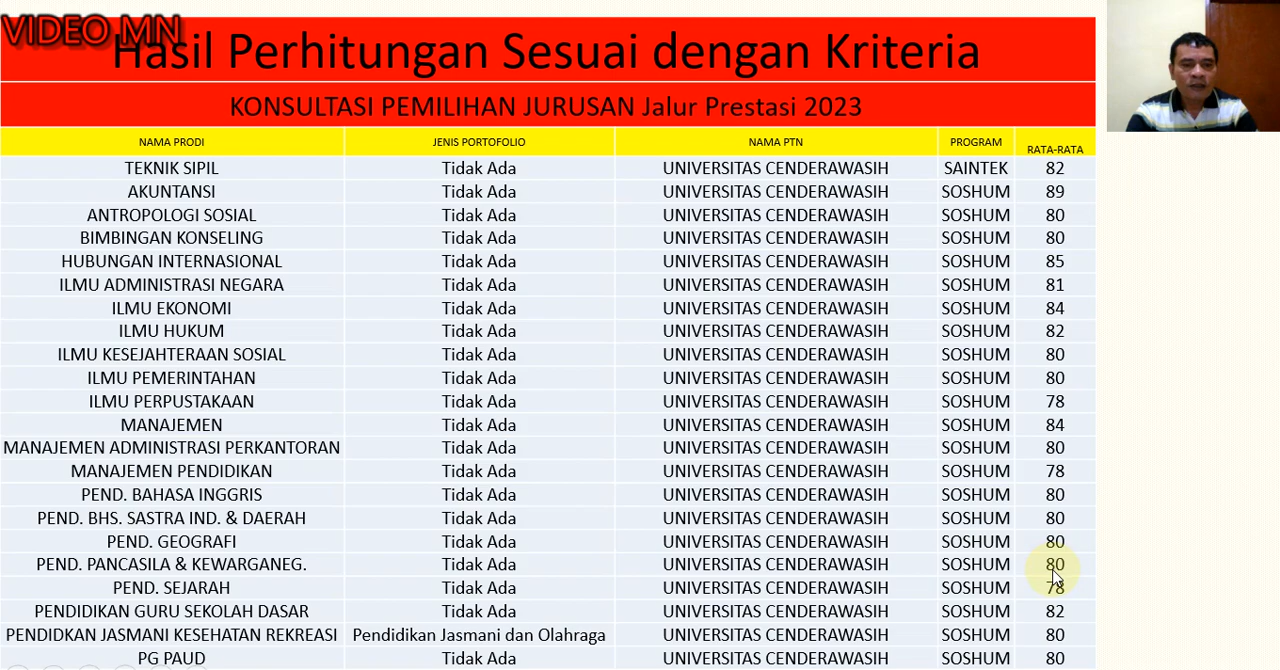 VIDEO MN
Hasil Perhitungan Sesuai dengan Kriteria
KONSULTASI PEMILIHAN JURUSAN Jalur Prestasi 2023
NAMA PRODI JENIS PORTOFOLIO NAMA PTN PROGRAM RATA-RATA
TEKNIK SIPIL Tidak Ada UNIVERSITAS CENDERAWASIH SAINTEK 82
AKUNTANSI Tidak Ada UNIVERSITAS CENDERAWASIH SOSHUM 89
ANTROPOLOGI SOSIAL Tidak Ada UNIVERSITAS CENDERAWASIH SOSHUM 80
BIMBINGAN KONSELING Tidak Ada UNIVERSITAS CENDERAWASIH SOSHUM 80
HUBUNGAN INTERNASIONAL Tidak Ada UNIVERSITAS CENDERAWASIH SOSHUM 85
ILMU ADMINISTRASI NEGARA Tidak Ada UNIVERSITAS CENDERAWASIH SOSHUM 81
ILMU EKONOMI Tidak Ada UNIVERSITAS CENDERAWASIH SOSHUM 84
ILMU HUKUM Tidak Ada UNIVERSITAS CENDERAWASIH SOSHUM 82
ILMU KESEJAHTERAAN SOSIAL Tidak Ada UNIVERSITAS CENDERAWASIH SOSHUM 80
ILMU PEMERINTAHAN Tidak Ada UNIVERSITAS CENDERAWASIH SOSHUM 80
ILMU PERPUSTAKAAN Tidak Ada UNIVERSITAS CENDERAWASIH SOSHUM 78
MANAJEMEN Tidak Ada UNIVERSITAS CENDERAWASIH SOSHUM 84
MANAJEMEN ADMINISTRASI PERKANTORAN Tidak Ada UNIVERSITAS CENDERAWASIH SOSHUM 80
MANAJEMEN PENDIDIKAN Tidak Ada UNIVERSITAS CENDERAWASIH SOSHUM 78
PEND. BAHASA INGGRIS Tidak Ada UNIVERSITAS CENDERAWASIH SOSHUM 80
PEND. BHS. SASTRA IND. & DAERAH Tidak Ada UNIVERSITAS CENDERAWASIH SOSHUM 80
PEND. GEOGRAFI Tidak Ada UNIVERSITAS CENDERAWASIH SOSHUM 80
PEND. PANCASILA & KEWARGANEG. Tidak Ada UNIVERSITAS CENDERAWASIH SOSHUM 80
PEND. SEJARAH Tidak Ada UNIVERSITAS CENDERAWASIH SOSHUM 78
PENDIDIKAN GURU SEKOLAH DASAR Tidak Ada UNIVERSITAS CENDERAWASIH SOSHUM 82
PENDIDKAN JASMANI KESEHATAN REKREASI Pendidikan Jasmani dan Olahraga UNIVERSITAS CENDERAWASIH SOSHUM 80
PG PAUD Tidak Ada UNIVERSITAS CENDERAWASIH SOSHUM 80